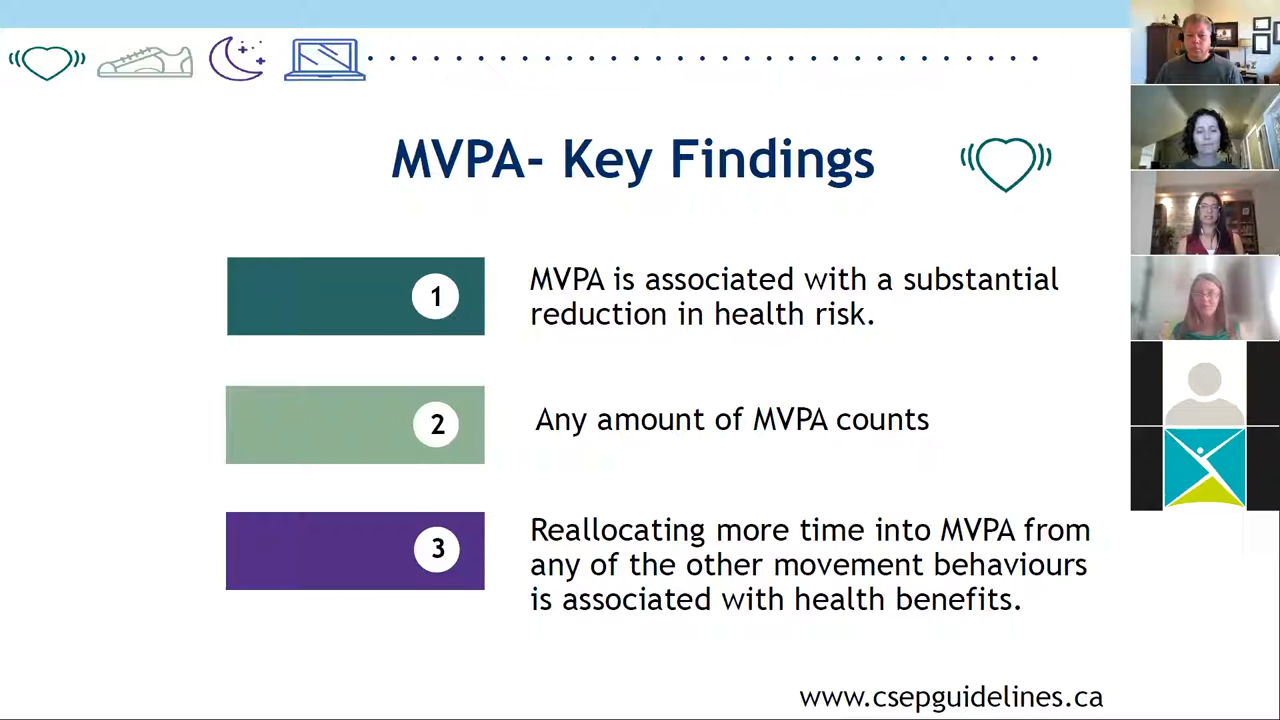 MVPA- Key Findings
1
MVPA is associated with a substantial
reduction in health risk.
2
Any amount of MVPA counts
3
Reallocating more time into MVPA from
any of the other movement behaviours
is associated with health benefits.
www.csepguidelines.ca